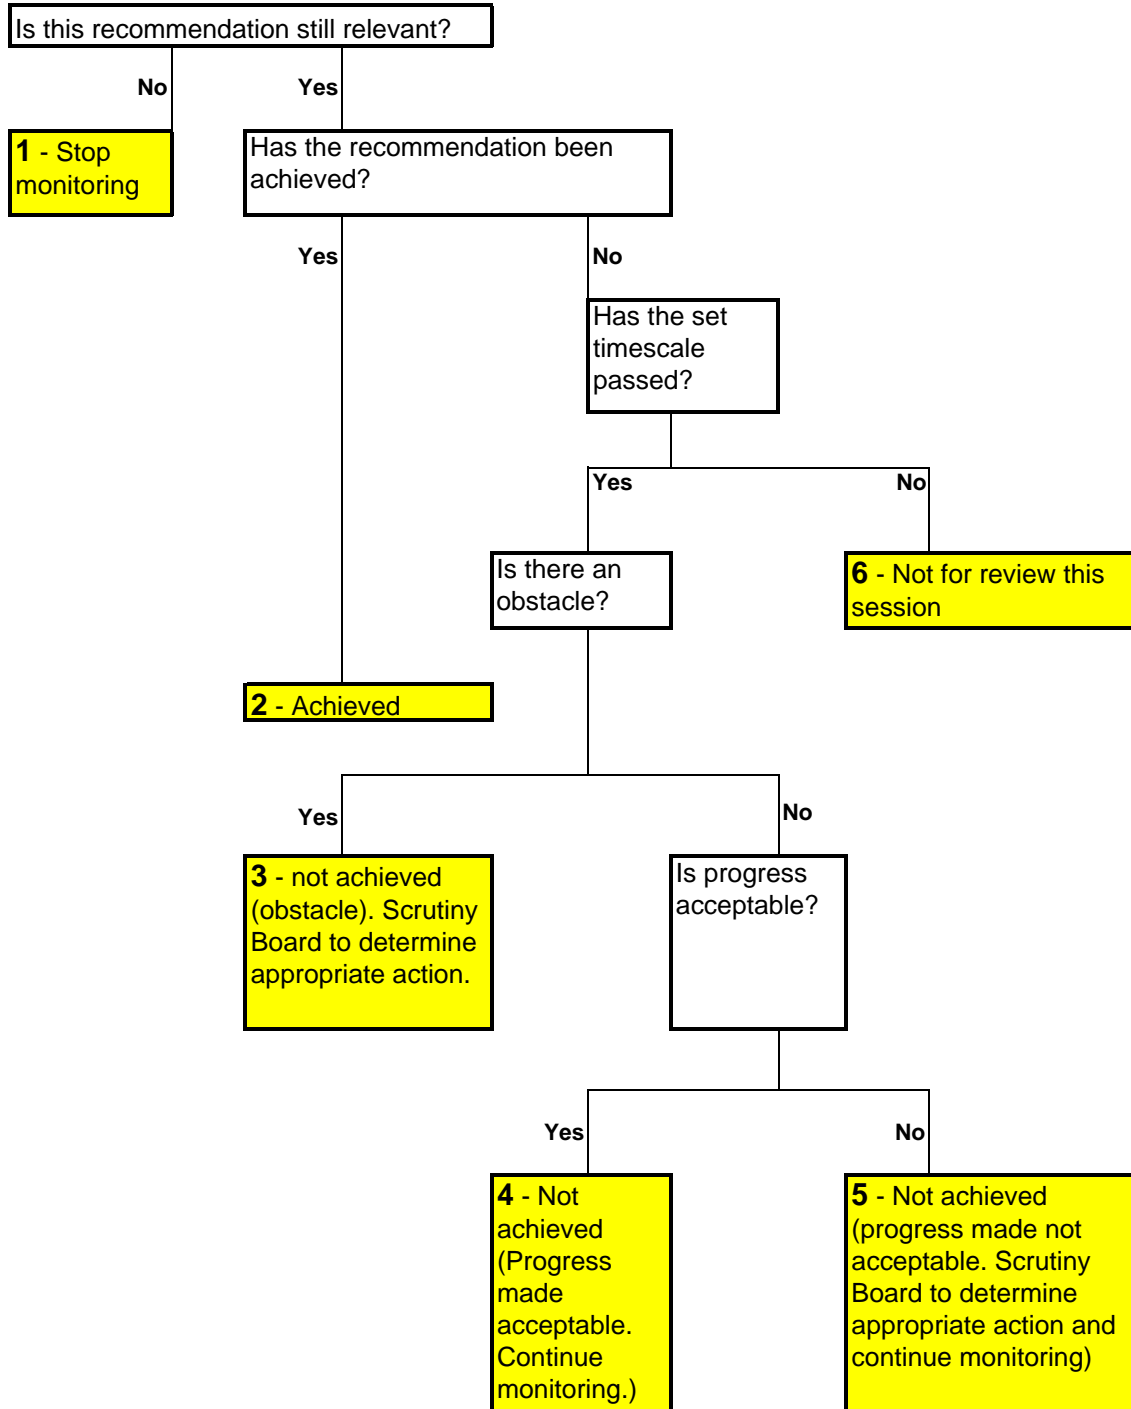 Is this recommendation still relevant?
No
Yes
1 - Stop
monitoring
Has the recommendation been
achieved?
Yes
No
Has the set
timescale
passed?
Yes
No
Is there an
obstacle?
6 - Not for review this
session
2 - Achieved
Yes
No
3 - not achieved
(obstacle). Scrutiny
Board to determine
appropriate action.
Is progress
acceptable?
Yes
No
4 - Not
achieved
(Progress
made
acceptable.
Continue
monitoring.)
5 - Not achieved
(progress made not
acceptable. Scrutiny
Board to determine
appropriate action and
continue monitoring)